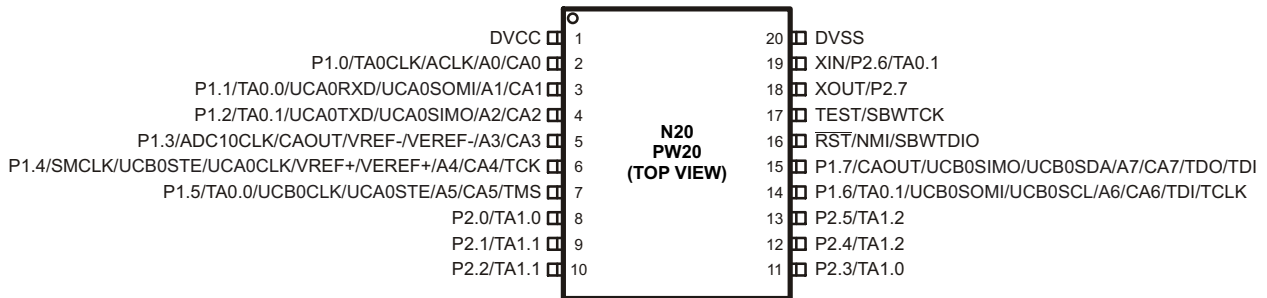 DVCC 1
P1.0/TA0CLK/ACLK/A0/CA0 2
P1.1/TA0.0/UCA0RXD/UCA0SOMI/A1/CA1 3
P1.2/TA0.1/UCA0TXD/UCA0SIMO/A2/CA2 4
P1.3/ADC10CLK/CAOUT/VREF-/VEREF-/A3/CA3 5
P1.4/SMCLK/UCB0STE/UCA0CLK/VREF+/VEREF+/A4/CA4/TCK 6
P1.5/TA0.0/UCB0CLK/UCA0STE/A5/CA5/TMS 7
P2.0/TA1.0 8
P2.1/TA1.1 9
P2.2/TA1.1 10
N20
PW20
(TOP VIEW)
20 DVSS
19 XIN/P2.6/TA0.1
18 XOUT/P2.7
17 TEST/SBWTCK
16 RST/NMI/SBWTDIO
15 P1.7/CAOUT/UCB0SIMO/UCB0SDA/A7/CA7/TDO/TDI
14 P1.6/TA0.1/UCB0SOMI/UCB0SCL/A6/CA6/TDI/TCLK
13 P2.5/TA1.2
12 P2.4/TA1.2
11 P2.3/TA1.0